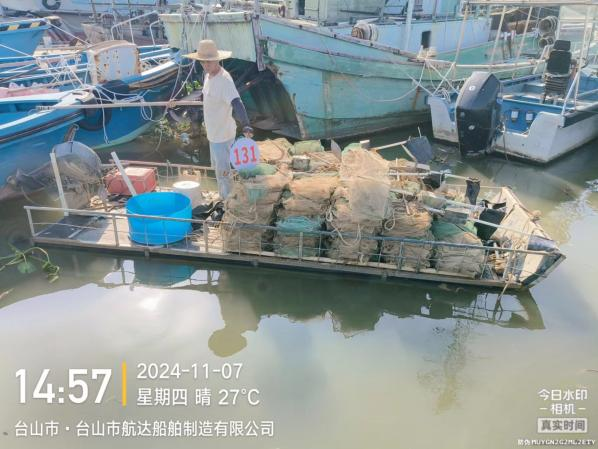 131
14:57
2024-11-07
星期四 晴 27°C
台山市·台山市航达船舶制造有限公司
今日水印
相机
真实时间
防伪 MUYGN2G2ML2ETY